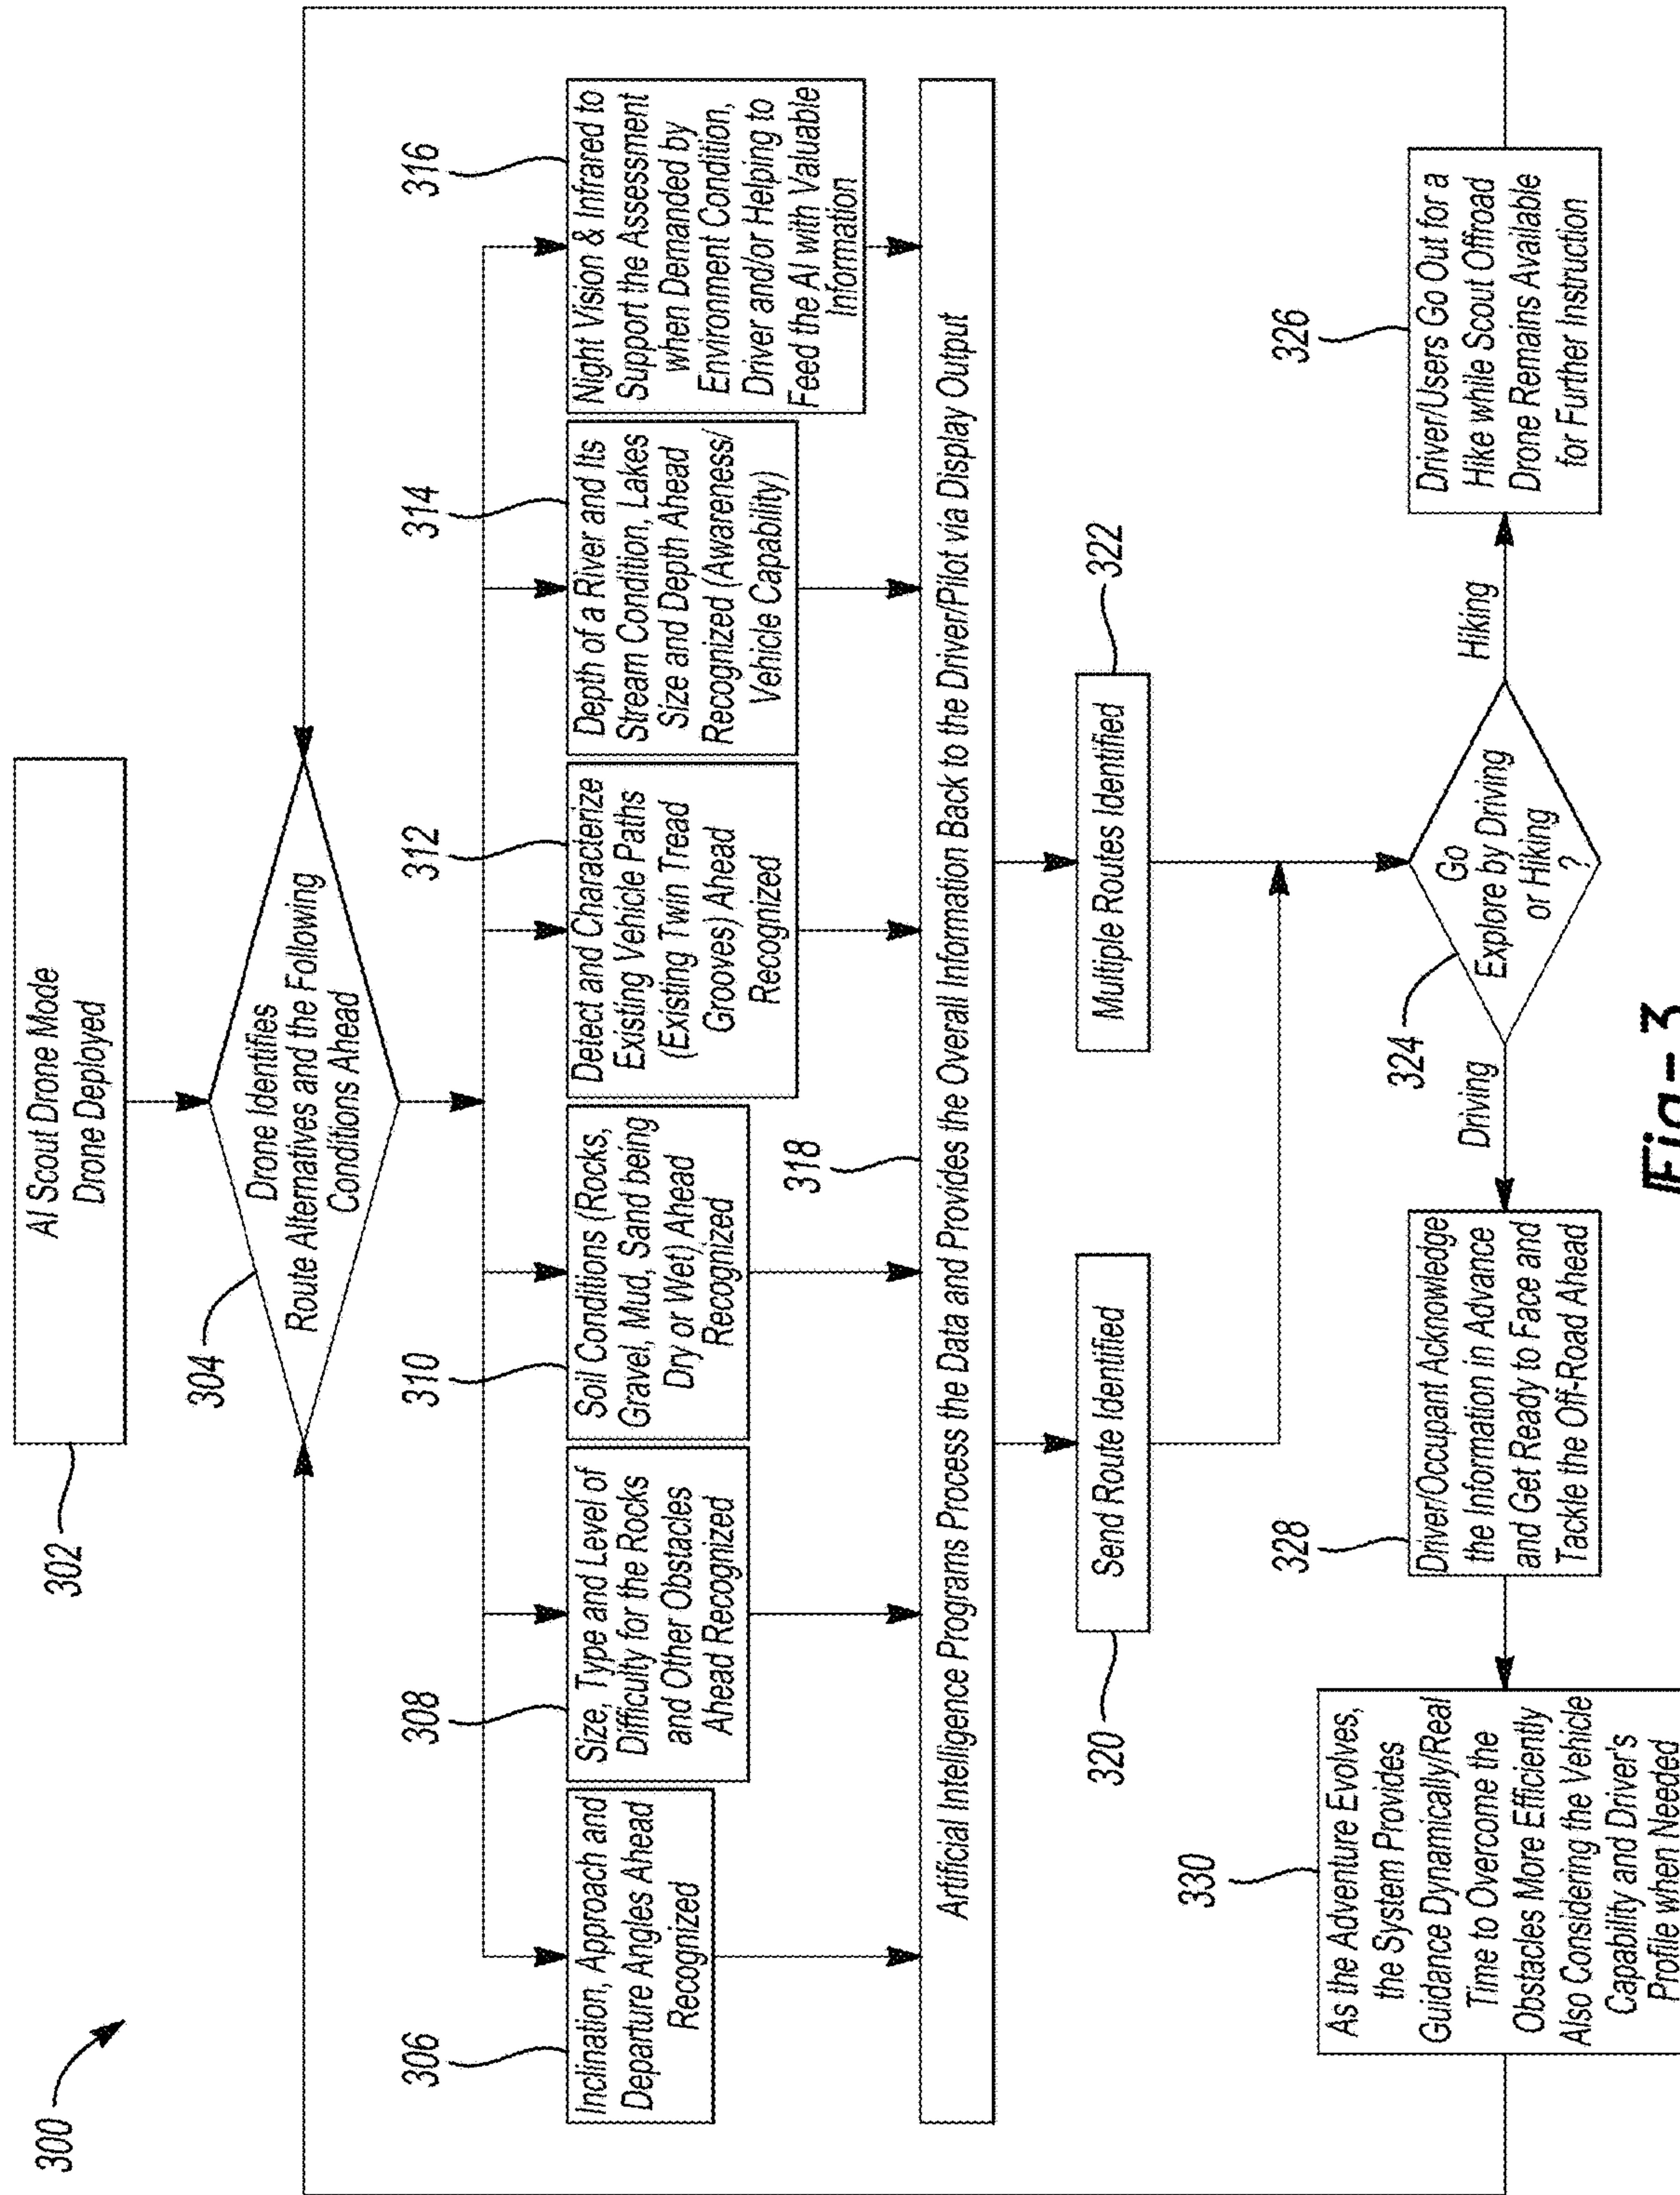 300
302
AI Scout Drone Mode
Drone Deployed
304
Drone Identifies
Route Alternatives and the Following
Conditions Ahead
306
Inclination, Approach and
Departure Angles Ahead
Recognized
308
Size, Type and Level of
Difficulty for the Rocks
and Other Obstacles
Ahead Recognized
310
Soil Conditions (Rocks,
Gravel, Mud, Sand being
Dry or Wet) Ahead
Recognized
312
Detect and Characterize
Existing Vehicle Paths
(Existing Twin Tread
Grooves) Ahead
Recognized
314
Depth of a River and Its
Stream Condition, Lakes
Size and Depth Ahead
Recognized (Awareness/
Vehicle Capability)
316
Night Vision & Infrared to
Support the Assessment
when Demanded by
Environment Condition,
Driver and/or Helping to
Feed the AI with Valuable
Information
318
Artificial Intelligence Programs Process the Data and Provides the Overall Information Back to the Driver/Pilot via Display Output
320
Send Route Identified
322
Multiple Routes Identified
324
Go
Explore by Driving
or Hiking
?
Driving
Hiking
326
Driver/Users Go Out for a
Hike while Scout Offroad
Drone Remains Available
for Further Instruction
328
Driver/Occupant Acknowledge
the Information in Advance
and Get Ready to Face and
Tackle the Off-Road Ahead
330
As the Adventure Evolves,
the System Provides
Guidance Dynamically/Real
Time to Overcome the
Obstacles More Efficiently
Also Considering the Vehicle
Capability and Driver's
Profile when Needed
Fig-3